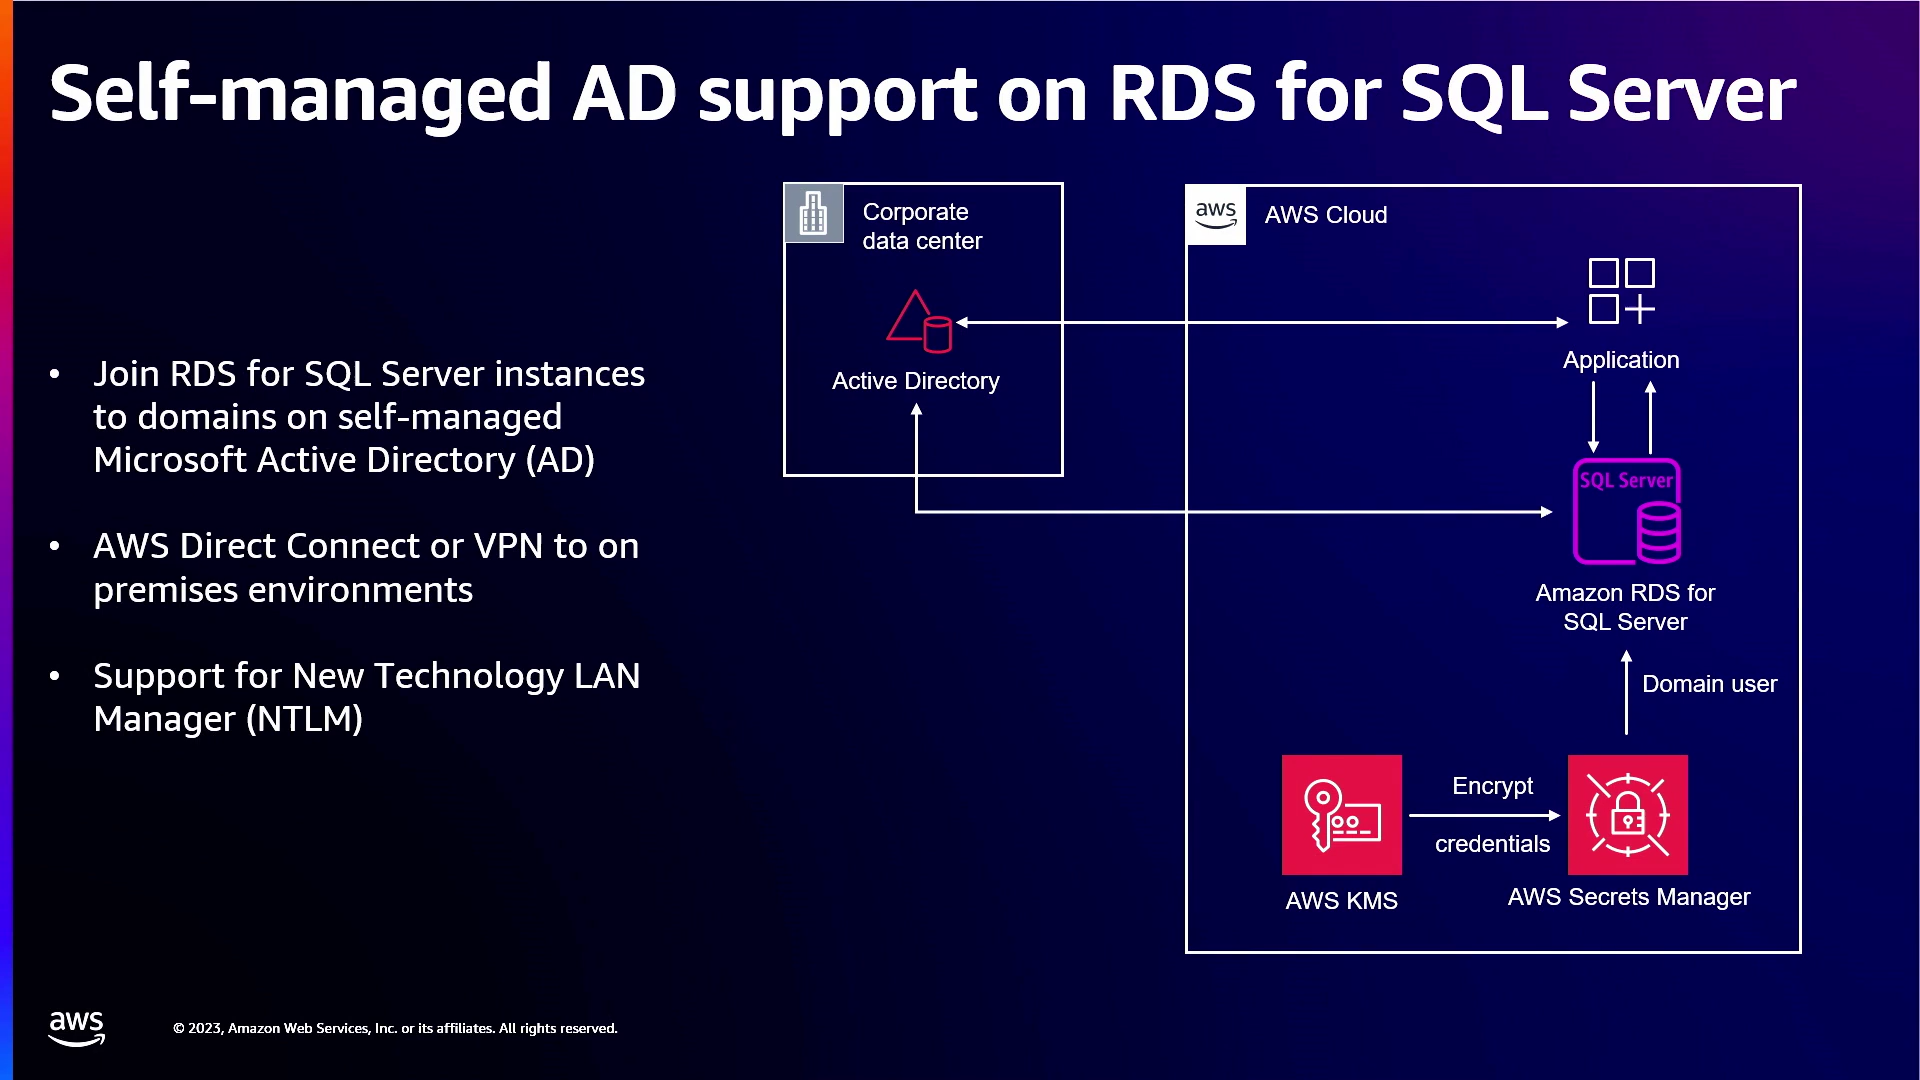 Self-managed AD support on RDS for SQL Server
• Join RDS for SQL Server instances
to domains on self-managed
Microsoft Active Directory (AD)
• AWS Direct Connect or VPN to on
premises environments
• Support for New Technology LAN
Manager (NTLM)
Corporate
data center
Active Directory
aws
AWS Cloud
Application
SQL Server
Amazon RDS for
SQL Server
Domain user
Encrypt
credentials
AWS KMS
AWS Secrets Manager
aws
© 2023, Amazon Web Services, Inc. or its affiliates. All rights reserved.